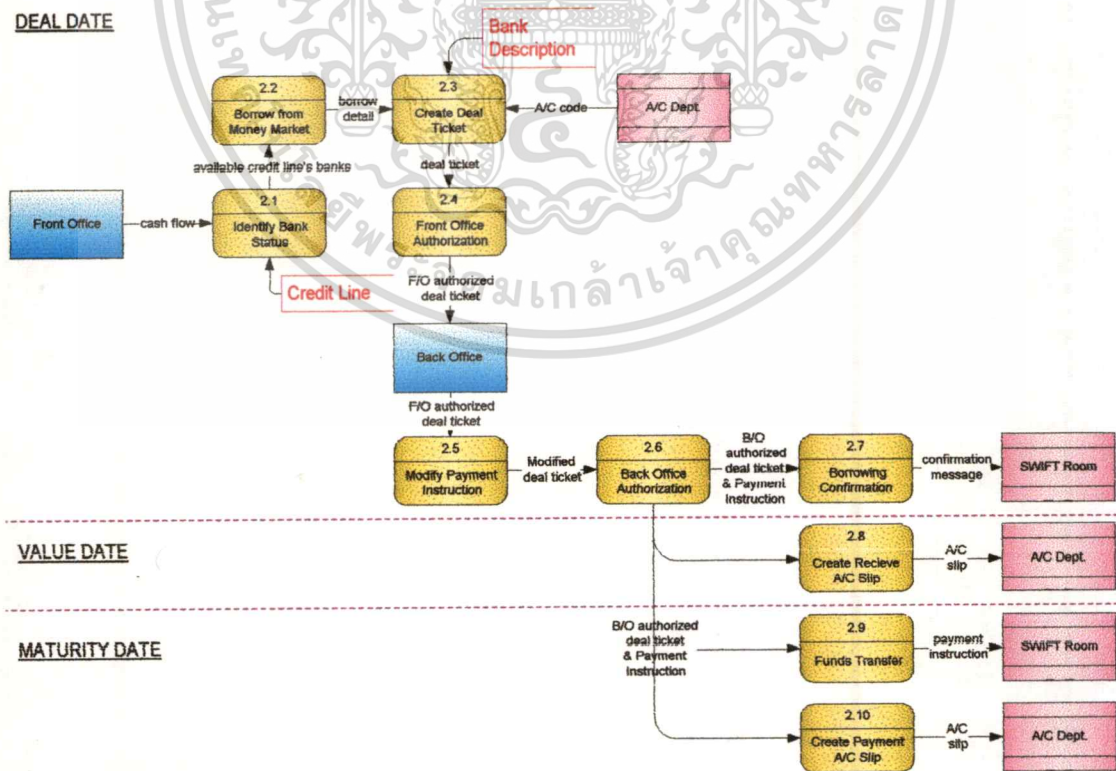 DEAL DATE
Bank
Description
2.2
Borrow from
Money Market
borrow
detail
2.3
Create Deal
Ticket
A/C code
A/C Dept.
available credit line's banks
deal ticket
Front Office
cash flow
2.1
Identify Bank
Status
2.4
Front Office
Authorization
Credit Line
F/O authorized
deal ticket
Back Office
F/O authorized
deal ticket
2.5
Modify Payment
Instruction
Modified
deal ticket
2.6
Back Office
Authorization
B/O
authorized
deal ticket
& Payment
Instruction
2.7
Borrowing
Confirmation
confirmation
message
SWIFT Room
VALUE DATE
2.8
Create Recieve
A/C Slip
A/C
slip
A/C Dept.
MATURITY DATE
B/O authorized
deal ticket
& Payment
Instruction
2.9
Funds Transfer
payment
instruction
SWIFT Room
2.10
Create Payment
A/C Slip
A/C
slip
A/C Dept.